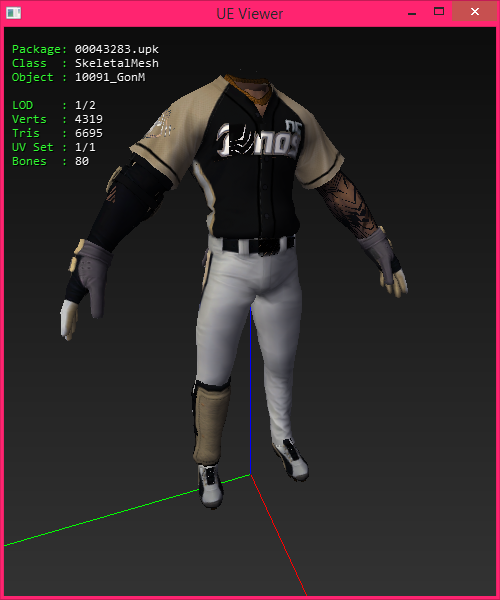 UE Viewer
Package: 00043283.upk
Class : SkeletalMesh
Object : 10091_GonM
LOD : 1/2
Verts : 4319
Tris : 6695
UV Set : 1/1
Bones : 80